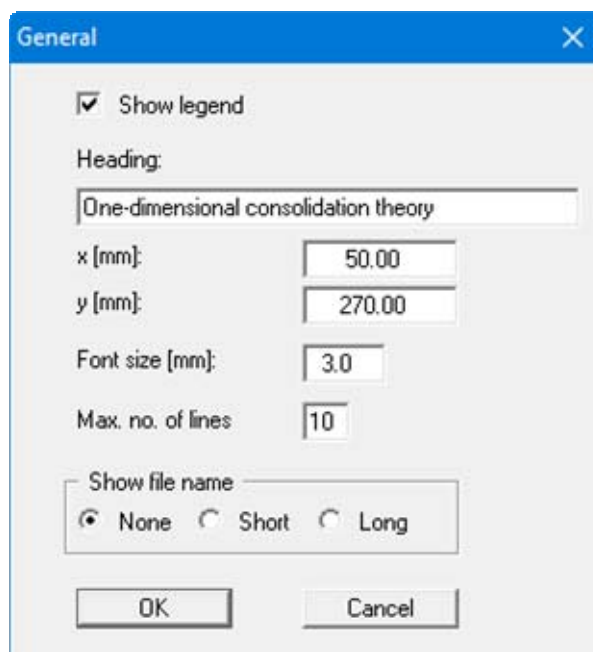 General
Show legend
Heading:
One-dimensional consolidation theory
x [mm]: 50.00
y [mm]: 270.00
Font size [mm]: 3.0
Max. no. of lines 10
Show file name
None Short Long
OK Cancel